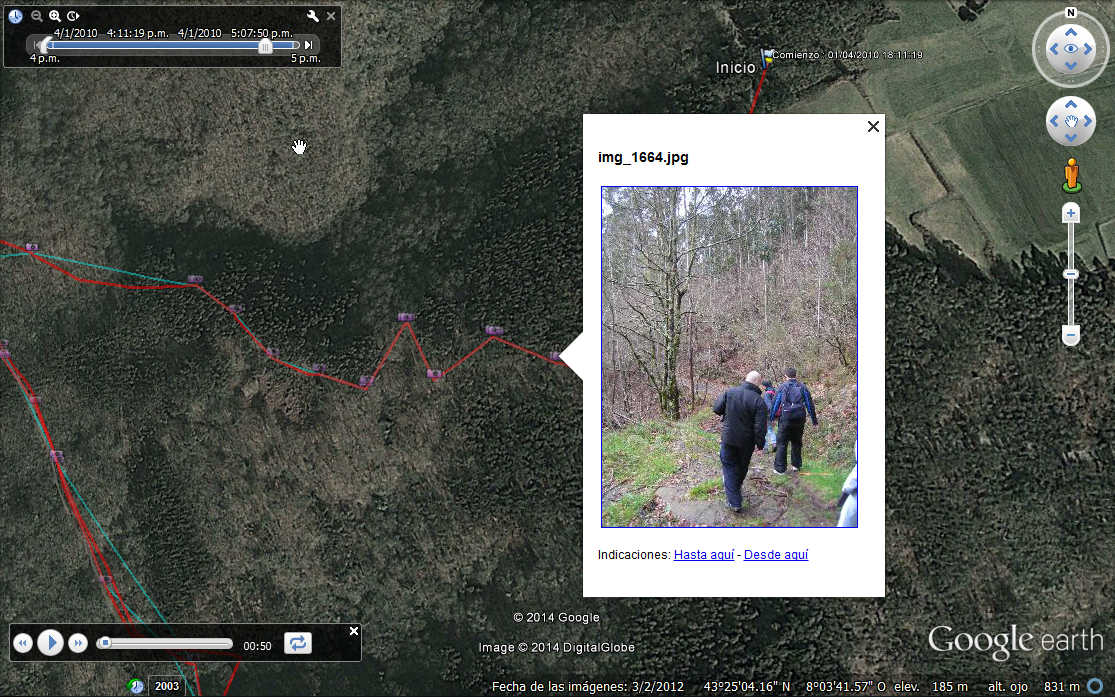 4/1/2010 4:11:19 p.m. 4/1/2010 5:07:50 p.m.
4 p.m. 5 p.m.
N
Inicio
Comienzo : 01/04/2010 18:11:19
img_1664.jpg
Indicaciones: Hasta aquí - Desde aquí
© 2014 Google
Image © 2014 DigitalGlobe
00:50
Google earth
2003
Fecha de las imágenes: 3/2/2012 43°25'04.16" N 8°03'41.57" O elev. 185 m alt. ojo 831 m